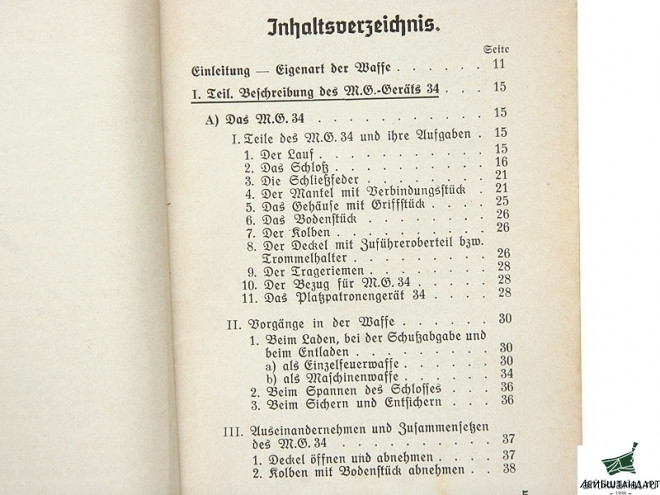 Inhaltsverzeichnis.
Seite
Einleitung — Eigenart der Waffe . . . . . . 11
I. Teil. Beschreibung des M.G.-Geräts 34 . . . 15
A) Das M.G. 34 . . . . . . . . . . . 15
I. Teile des M.G. 34 und ihre Aufgaben . 15
1. Der Lauf . . . . . . . . . . . 15
2. Das Schloß . . . . . . . . . . 16
3. Die Schließfeder . . . . . . . . 21
4. Der Mantel mit Verbindungsstück . 21
5. Das Gehäuse mit Griffstück . . . . 25
6. Das Bodenstück . . . . . . . . 26
7. Der Kolben . . . . . . . . . . 26
8. Der Deckel mit Zuführeroberteil bzw.
Trommelhalter . . . . . . . . . 26
9. Der Trageriemen . . . . . . . . 28
10. Der Bezug für M.G. 34 . . . . . 28
11. Das Platzpatronengerät 34 . . . . 28
II. Vorgänge in der Waffe . . . . . . 30
1. Beim Laden, bei der Schußabgabe und
beim Entladen . . . . . . . . . 30
a) als Einzelfeuerwaffe . . . . . . 30
b) als Maschinenwaffe . . . . . . 34
2. Beim Spannen des Schlosses . . . 36
3. Beim Sichern und Entsichern . . . 36
III. Auseinandernehmen und Zusammensetzen
des M.G. 34 . . . . . . . . . . 37
1. Deckel öffnen und abnehmen . . . . 37
2. Kolben mit Bodenstück abnehmen . . 38
5